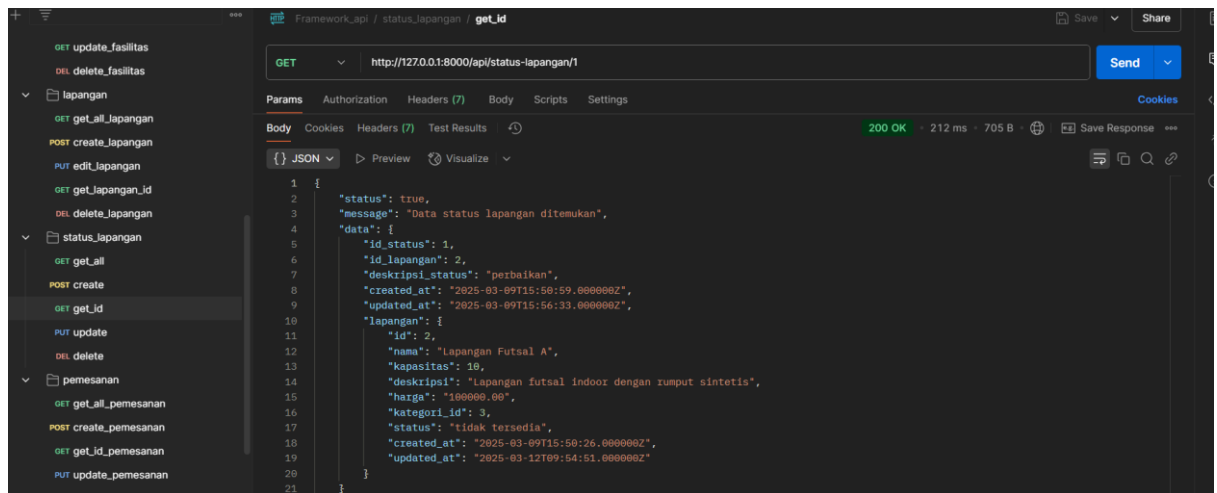 Framework_api / status_lapangan / get_id
Save
Share
GET update_fasilitas
DEL delete_fasilitas
lapangan
GET get_all_lapangan
POST create_lapangan
PUT edit_lapangan
GET get_lapangan_id
DEL delete_lapangan
status_lapangan
GET get_all
POST create
GET get_id
PUT update
DEL delete
pemesanan
GET get_all_pemesanan
POST create_pemesanan
GET get_id_pemesanan
PUT update_pemesanan
GET http://127.0.0.1:8000/api/status-lapangan/1 Send
Params Authorization Headers (7) Body Scripts Settings Cookies
Body Cookies Headers (7) Test Results 200 OK 212 ms 705 B Save Response
{} JSON Preview Visualize
1 {
2 "status": true,
3 "message": "Data status lapangan ditemukan",
4 "data": {
5 "id_status": 1,
6 "id_lapangan": 2,
7 "deskripsi_status": "perbaikan",
8 "created_at": "2025-03-09T15:50:59.000000Z",
9 "updated_at": "2025-03-09T15:56:33.000000Z",
10 "lapangan": {
11 "id": 2,
12 "nama": "Lapangan Futsal A",
13 "kapasitas": 10,
14 "deskripsi": "Lapangan futsal indoor dengan rumput sintetis",
15 "harga": "100000.00",
16 "kategori_id": 3,
17 "status": "tidak tersedia",
18 "created_at": "2025-03-09T15:50:26.000000Z",
19 "updated_at": "2025-03-12T09:54:51.000000Z"
20 }
21 }